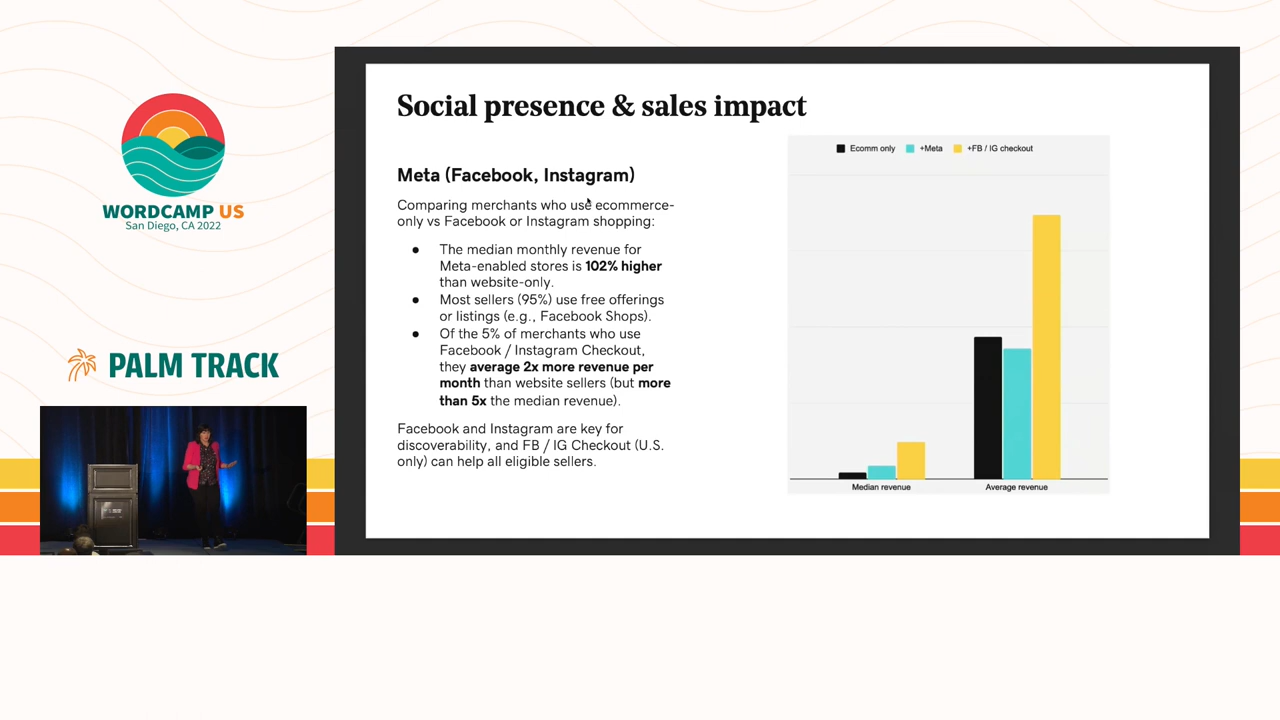 WORDCAMP US
San Diego, CA 2022
PALM TRACK
Social presence & sales impact
Meta (Facebook, Instagram)
Comparing merchants who use ecommerce-
only vs Facebook or Instagram shopping:
● The median monthly revenue for
Meta-enabled stores is 102% higher
than website-only.
● Most sellers (95%) use free offerings
or listings (e.g., Facebook Shops).
● Of the 5% of merchants who use
Facebook / Instagram Checkout,
they average 2x more revenue per
month than website sellers (but more
than 5x the median revenue).
Facebook and Instagram are key for
discoverability, and FB / IG Checkout (U.S.
only) can help all eligible sellers.
Ecomm only +Meta +FB / IG checkout
Median revenue Average revenue